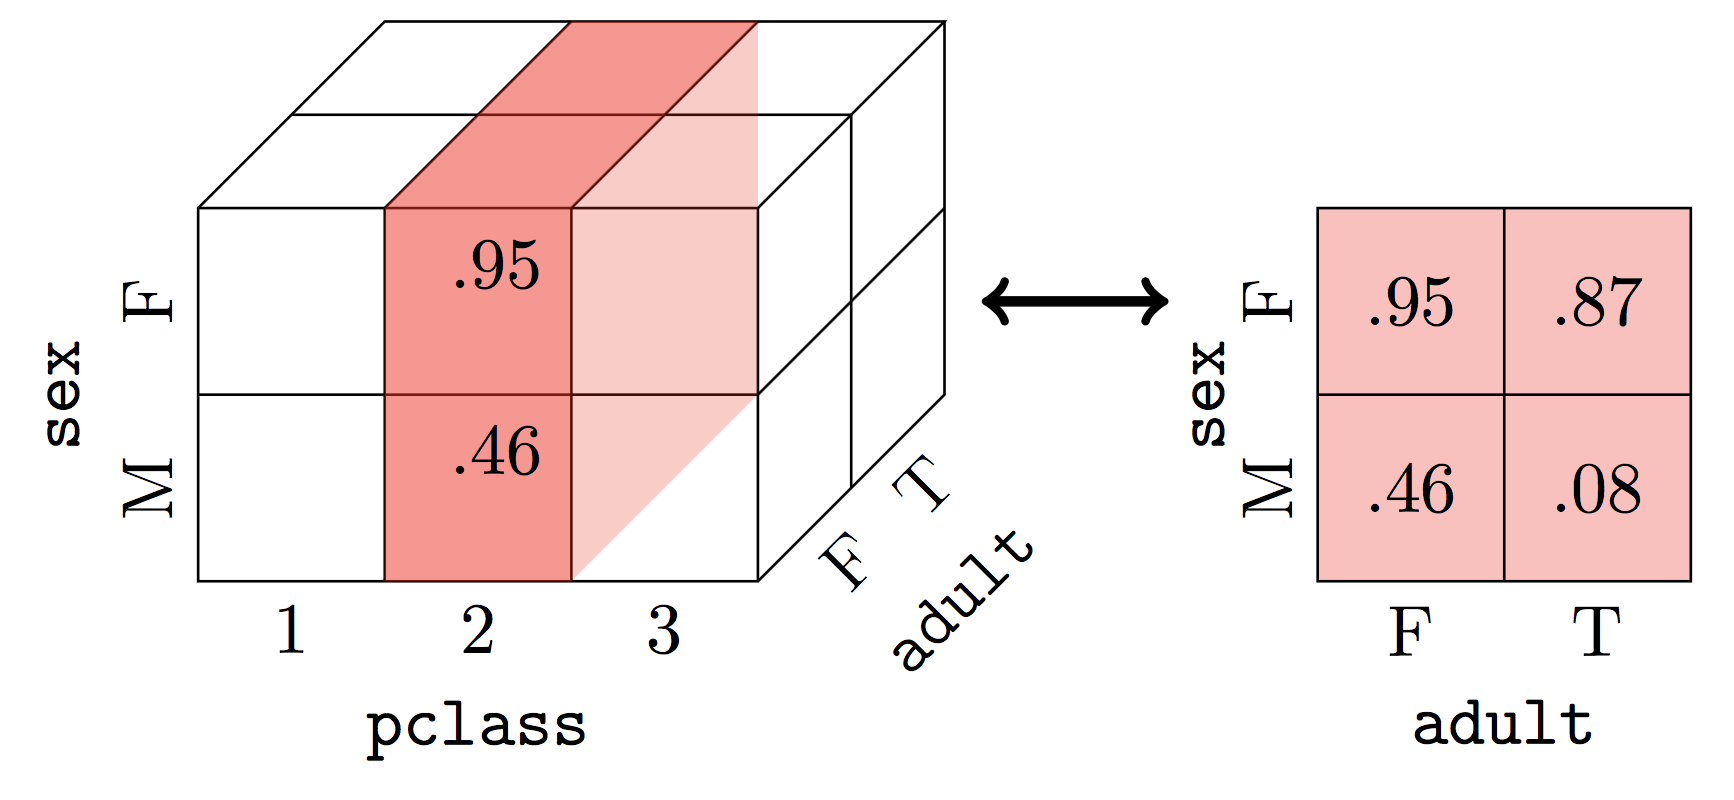 .95
.46
sex
F
M
1 2 3
pclass
F T
adult
.95 .87
.46 .08
sex
F
M
F T
adult